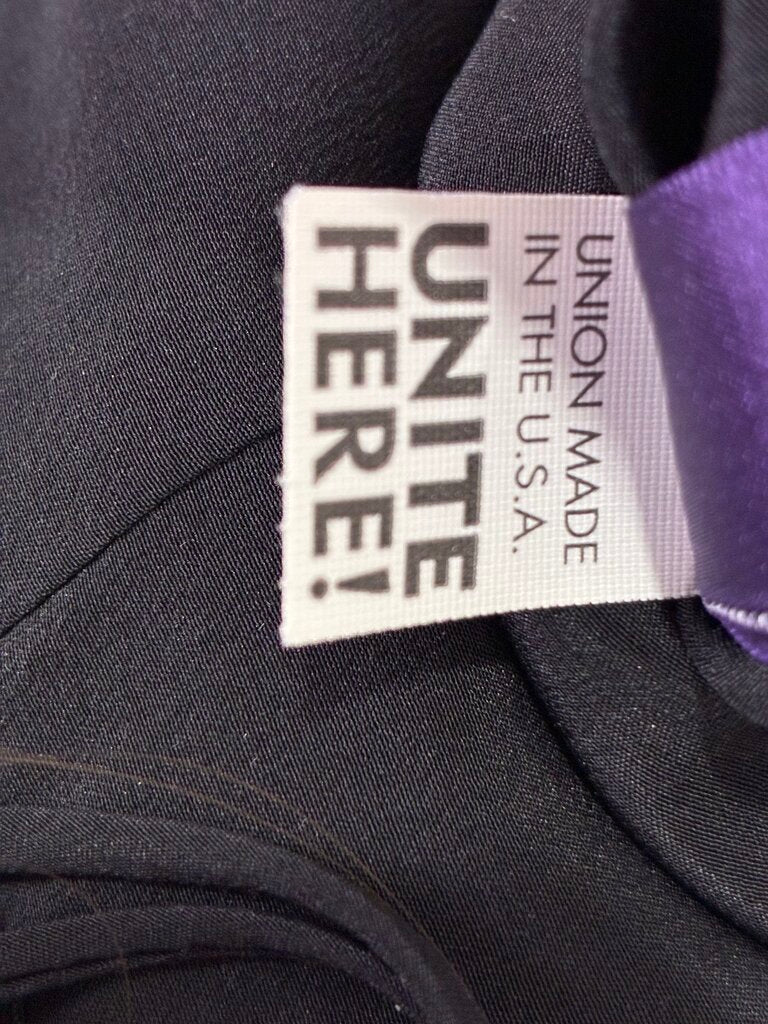 UNION MADE
IN THE U.S.A.
UNITE
HERE!